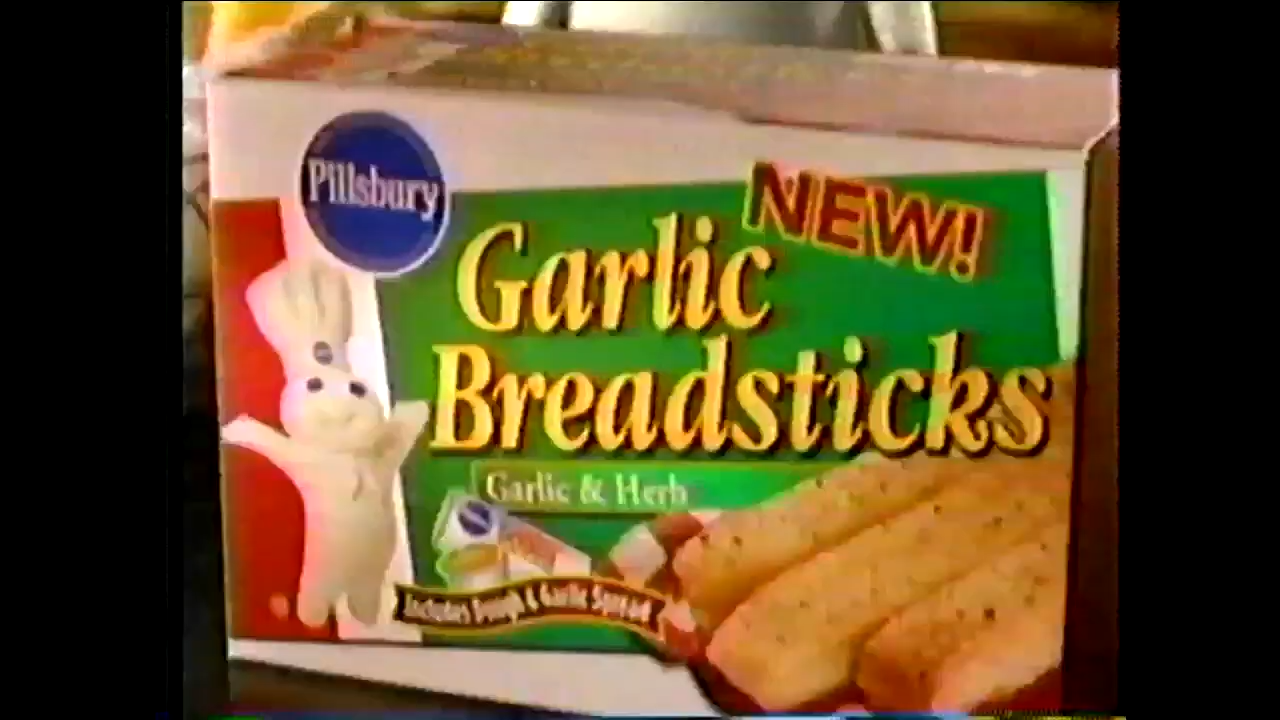 Pillsbury
NEW!
Garlic
Breadsticks
Garlic & Herb
Includes Dough & Garlic Spread